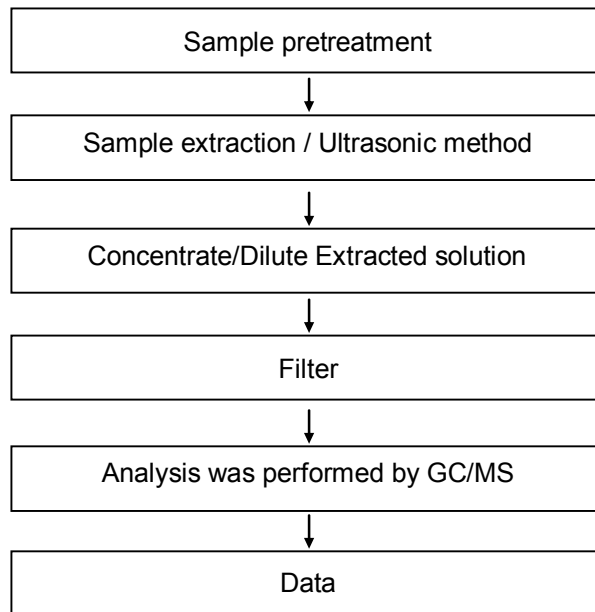 Sample pretreatment
Sample extraction / Ultrasonic method
Concentrate/Dilute Extracted solution
Filter
Analysis was performed by GC/MS
Data